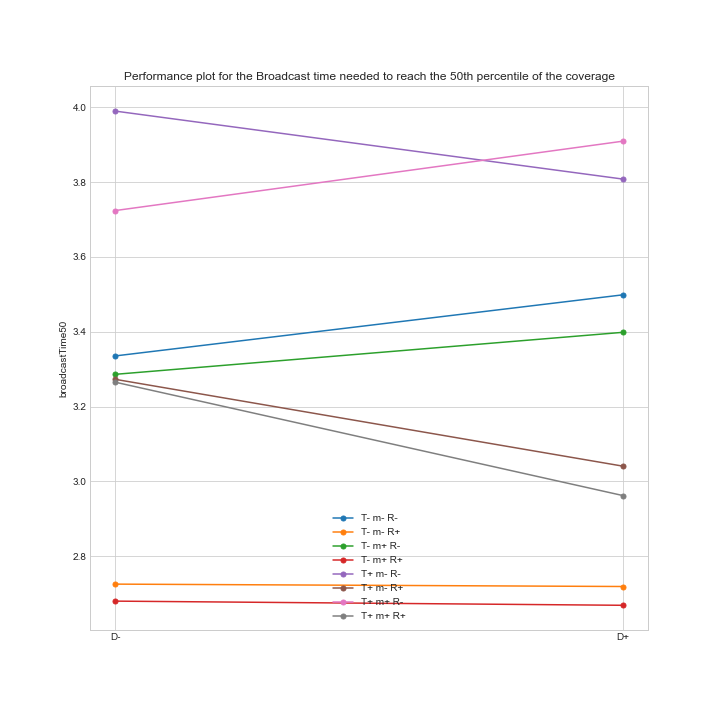 Performance plot for the Broadcast time needed to reach the 50th percentile of the coverage
4.0
3.8
3.6
3.4
3.2
3.0
2.8
broadcastTime50
T- m- R-
T- m- R+
T- m+ R-
T- m+ R+
T+ m- R-
T+ m- R+
T+ m+ R-
T+ m+ R+
D-
D+